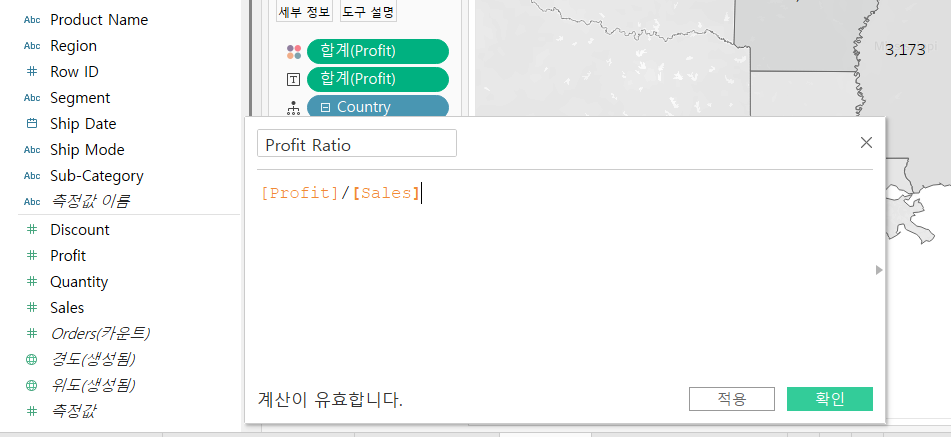 Abc Product Name
Abc Region
# Row ID
Abc Segment
Ship Date
Abc Ship Mode
Abc Sub-Category
Abc 측정값 이름
# Discount
# Profit
# Quantity
# Sales
# Orders(카운트)
경도(생성됨)
위도(생성됨)
# 측정값
세부 정보 도구 설명
합계(Profit)
T 합계(Profit)
Country
3,173
Profit Ratio
[Profit]/[Sales]
계산이 유효합니다.
적용 확인